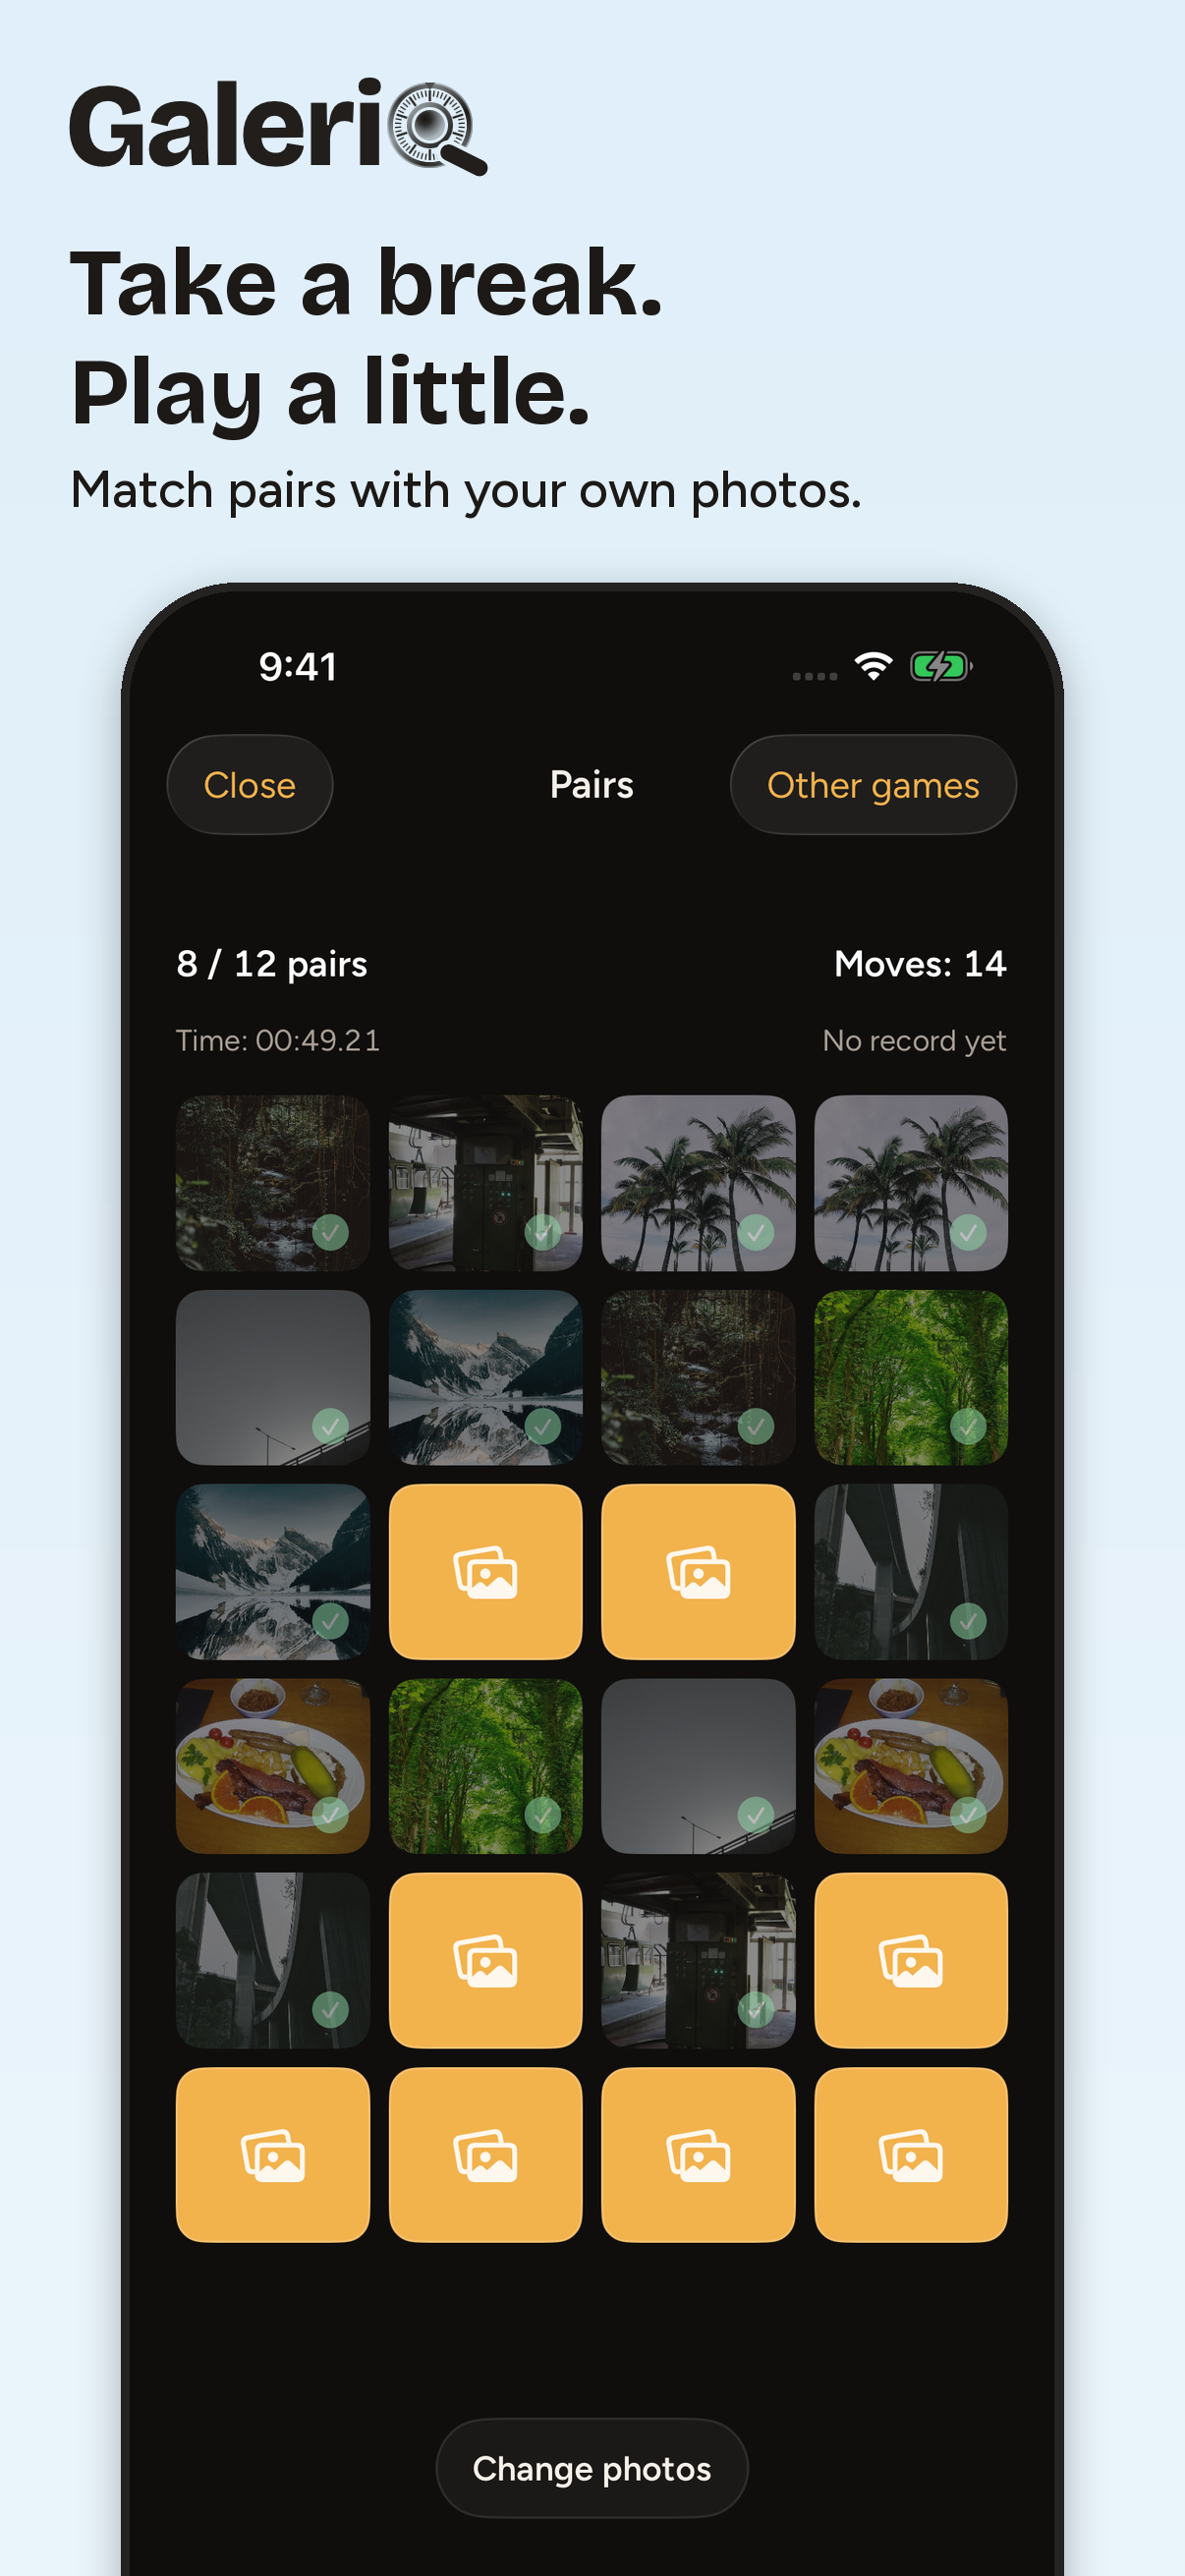 GaleriQ
Take a break.
Play a little.
Match pairs with your own photos.
9:41
Close
Pairs
Other games
8 / 12 pairs
Moves: 14
Time: 00:49.21
No record yet
Change photos